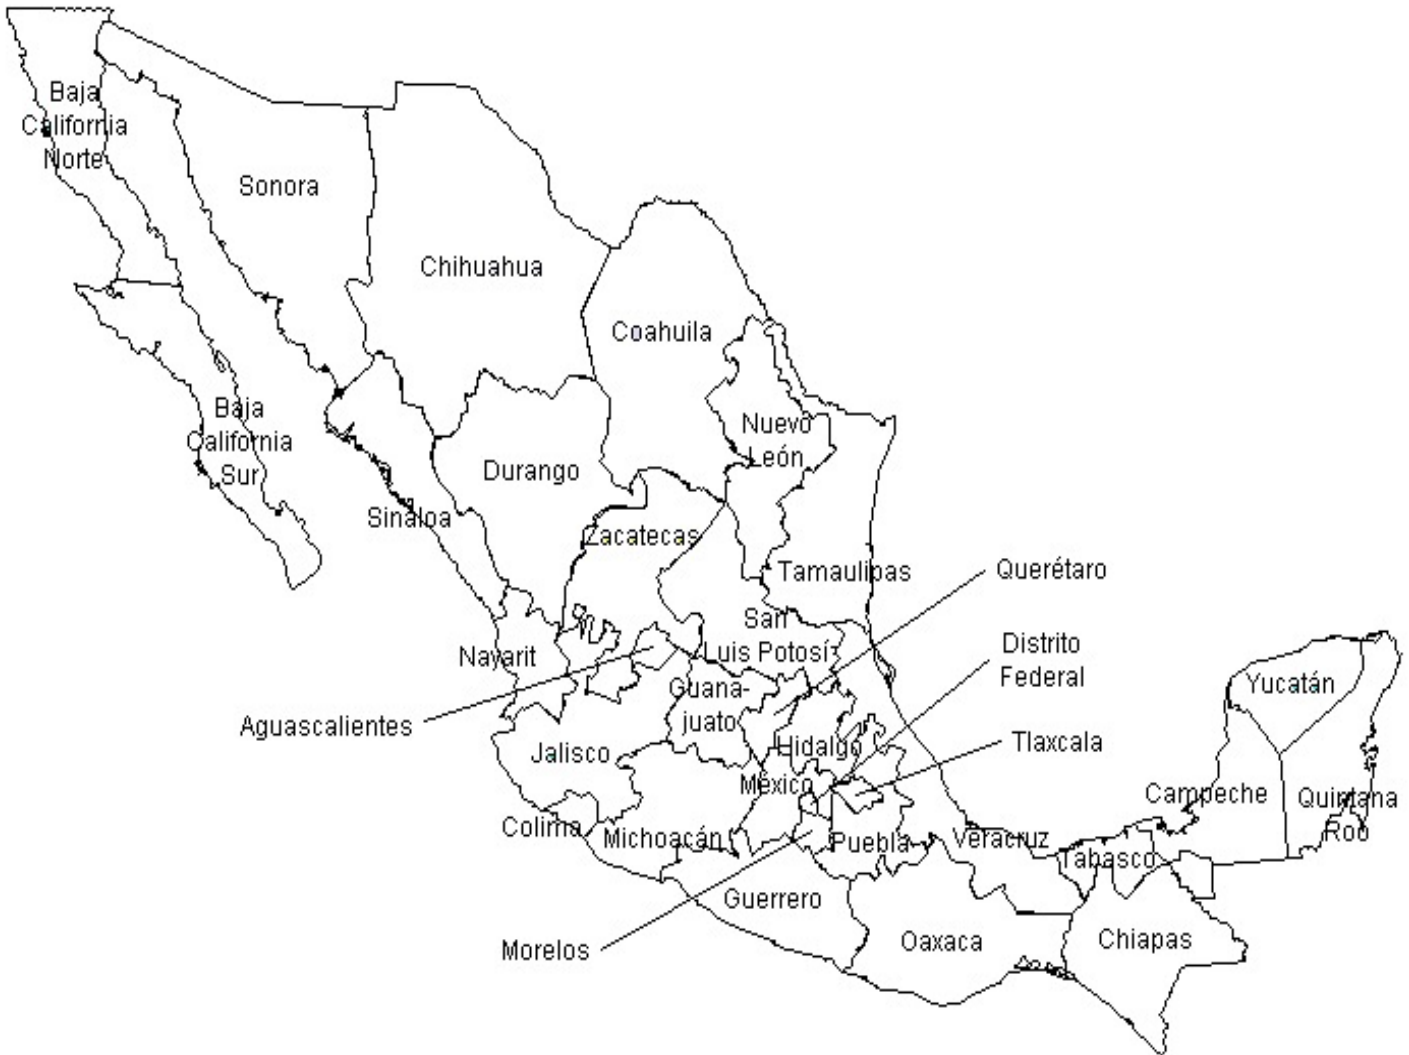 Baja
California
Norte
Sonora
Chihuahua
Coahuila
Baja
California
Sur
Nuevo
León
Durango
Sinaloa
Zacatecas
Tamaulipas
Querétaro
San
Luis Potosí
Distrito
Federal
Nayarit
Guana-
juato
Yucatán
Aguascalientes
Hidalgo
Tlaxcala
Jalisco
México
Campeche
Quintana
Roo
Colima
Michoacán
Puebla
Veracruz
Tabasco
Guerrero
Morelos
Oaxaca
Chiapas